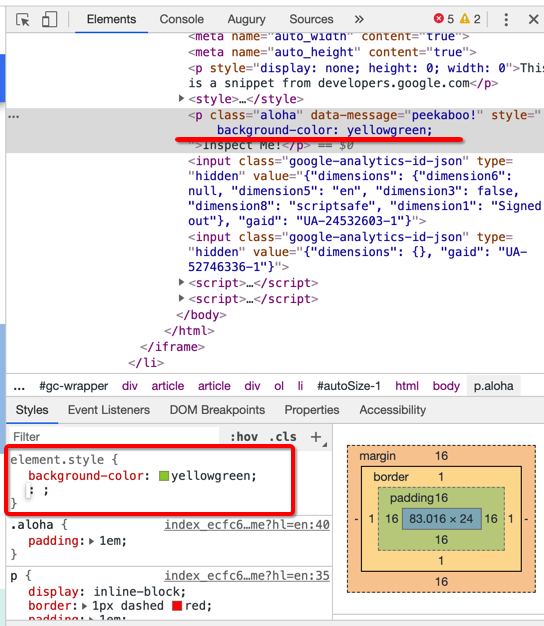 Elements Console Augury Sources » 5 2
<meta name="auto_width" content="true">
<meta name="auto_height" content="true">
<p style="display: none; height: 0; width: 0">This
is a snippet from developers.google.com</p>
<style>…</style>
… <p class="aloha" data-message="peekaboo!" style="
background-color: yellowgreen;
">Inspect Me!</p> == $0
<input class="google-analytics-id-json" type=
"hidden" value="{"dimensions": {"dimension6":
null, "dimension5": "en", "dimension3": false,
"dimension8": "scriptsafe", "dimension1": "Signed
out"}, "gaid": "UA-24532603-1"}">
<input class="google-analytics-id-json" type=
"hidden" value="{"dimensions": {}, "gaid": "UA-
52746336-1"}">
<script>…</script>
<script>…</script>
</body>
</html>
</iframe>
</li>
… #gc-wrapper div article article div ol li #autoSize-1 html body p.aloha
Styles Event Listeners DOM Breakpoints Properties Accessibility
Filter :hov .cls +
element.style {
background-color: yellowgreen;
: ;
}
.aloha { index_ecfc6…me?hl=en:40
padding: 1em;
}
p { index_ecfc6…me?hl=en:35
display: inline-block;
border: 1px dashed red;
padding: 1em;
margin 16
border 1
padding 16
- 1 16 83.016 × 24 16 1 -
16
1
16